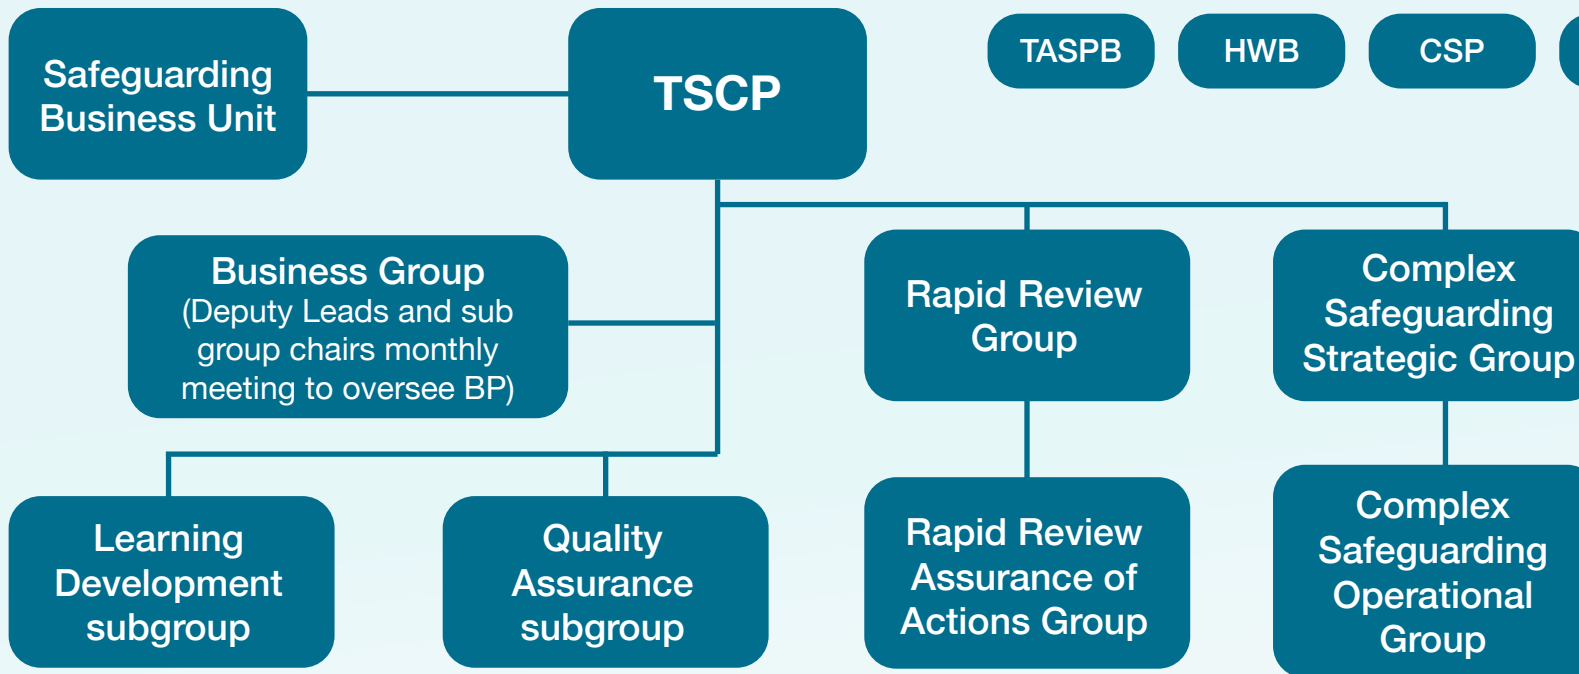 Safeguarding
Business Unit
TSCP
TASPB
HWB
CSP
Business Group
(Deputy Leads and sub
group chairs monthly
meeting to oversee BP)
Rapid Review
Group
Complex
Safeguarding
Strategic Group
Learning
Development
subgroup
Quality
Assurance
subgroup
Rapid Review
Assurance of
Actions Group
Complex
Safeguarding
Operational
Group